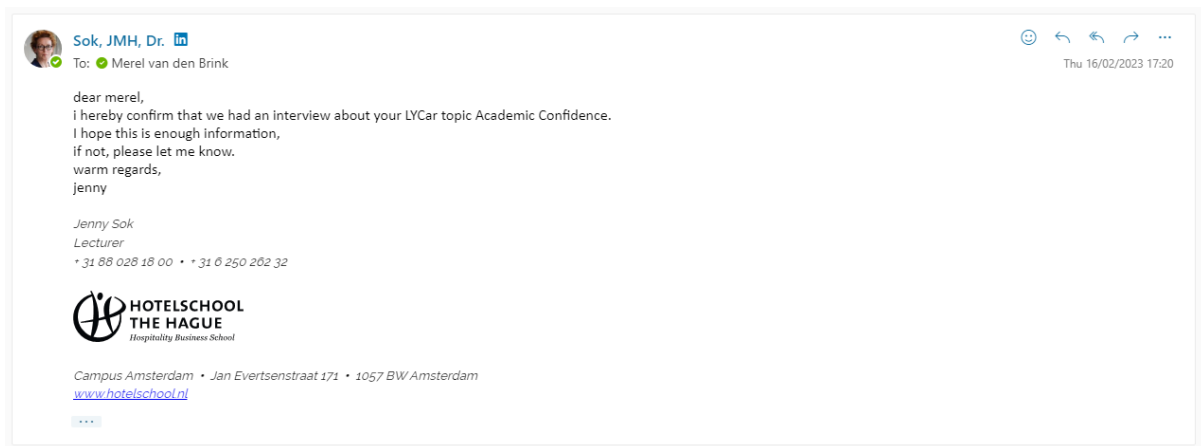 Sok, JMH, Dr. in
To: Merel van den Brink
Thu 16/02/2023 17:20
dear merel,
i hereby confirm that we had an interview about your LYCar topic Academic Confidence.
I hope this is enough information,
if not, please let me know.
warm regards,
jenny
Jenny Sok
Lecturer
+ 31 88 028 18 00 • + 31 6 250 262 32
HOTELSCHOOL
THE HAGUE
Hospitality Business School
Campus Amsterdam • Jan Evertsenstraat 171 • 1057 BW Amsterdam
www.hotelschool.nl